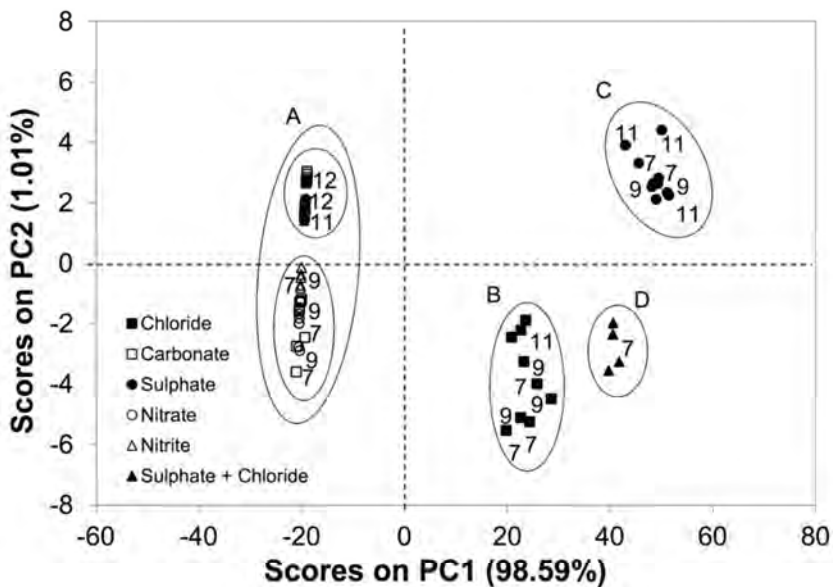 8
6
4
2
0
-2
-4
-6
-8
Scores on PC2 (1.01%)
A
12
12
11
7
9
9
7
9
7
C
11
11
7
7
9
9
11
B
11
9
7
9
9
7
7
D
7
Chloride
Carbonate
Sulphate
Nitrate
Nitrite
Sulphate + Chloride
-60 -40 -20 0 20 40 60 80
Scores on PC1 (98.59%)